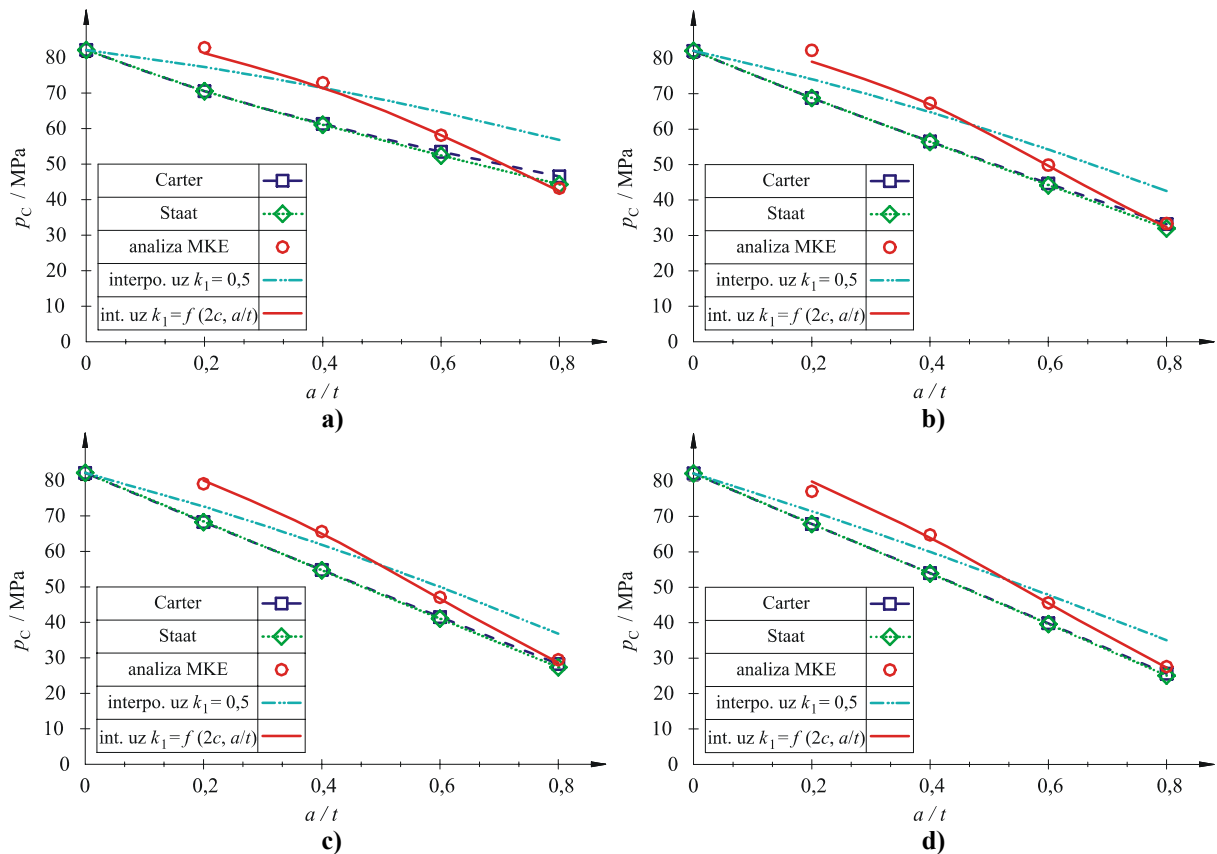 80
70
60
50
40
30
20
10
0
p_C / MPa
Carter
Staat
analiza MKE
interpo. uz k_1 = 0,5
int. uz k_1 = f (2c, a/t)
0 0,2 0,4 0,6 0,8
a / t
a)
80
70
60
50
40
30
20
10
0
p_C / MPa
Carter
Staat
analiza MKE
interpo. uz k_1 = 0,5
int. uz k_1 = f (2c, a/t)
0 0,2 0,4 0,6 0,8
a / t
b)
80
70
60
50
40
30
20
10
0
p_C / MPa
Carter
Staat
analiza MKE
interpo. uz k_1 = 0,5
int. uz k_1 = f (2c, a/t)
0 0,2 0,4 0,6 0,8
a / t
c)
80
70
60
50
40
30
20
10
0
p_C / MPa
Carter
Staat
analiza MKE
interpo. uz k_1 = 0,5
int. uz k_1 = f (2c, a/t)
0 0,2 0,4 0,6 0,8
a / t
d)